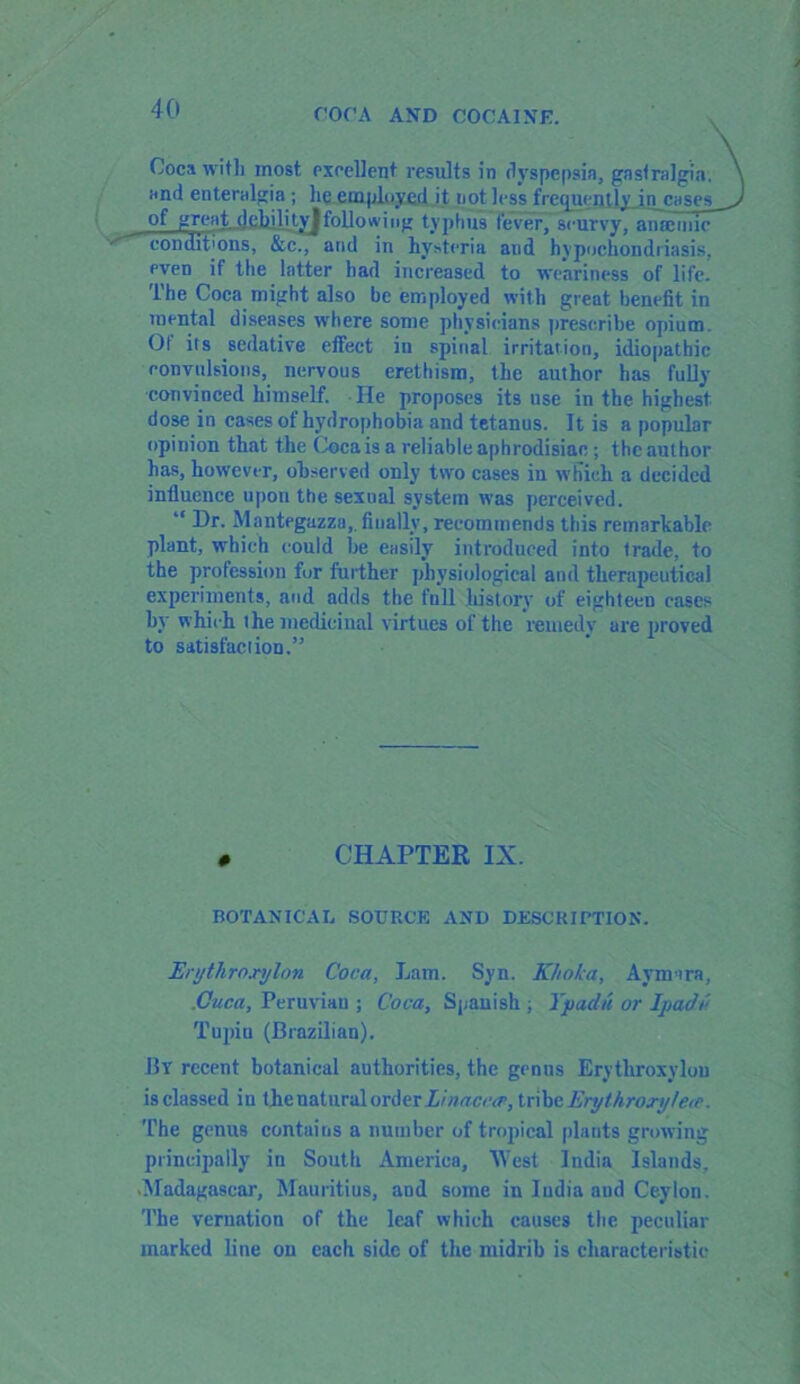 40
COCA AND COCAINE.
Coca with most excellent results in dyspepsia, gastralgia.
and enteralgia; he employed it not less frequently in cases
of great debility following typhus fever, scurvy, anæmic
conditions, &c., and in hysteria and hypochondriasis,
even if the latter had increased to weariness of life.
The Coca might also be employed with great benefit in
mental diseases where some physicians prescribe opium.
Of its sedative effect in spinal irritation, idiopathic
convulsions, nervous erethism, the author has fully
convinced himself. He proposes its use in the highest
dose in cases of hydrophobia and tetanus. It is a popular
opinion that the Coca is a reliable aphrodisiac; the author
has, however, observed only two cases in which a decided
influence upon the sexual system was perceived.
“ Dr. Mantegazza, finally, recommends this remarkable
plant, which could be easily introduced into trade, to
the profession for further physiological and therapeutical
experiments, and adds the full history of eighteen cases
by which the medicinal virtues of the remedy are proved
to satisfaction.”
CHAPTER IX.
BOTANICAL SOURCE AND DESCRIPTION.
Erythroxylon Coca, Lam. Syn. Khoka, Aymara,
Cuca, Peruvian ; Coca, Spanish ; Ypadú or Ipadú
Tupin (Brazilian).
By recent botanical authorities, the genus Erythroxylon
is classed in the natural order Linaceæ, tribe Erythroxyleæ.
The genus contains a number of tropical plants growing
principally in South America, West India Islands,
Madagascar, Mauritius, and some in India and Ceylon.
The vernation of the leaf which causes the peculiar
marked line on each side of the midrib is characteristic